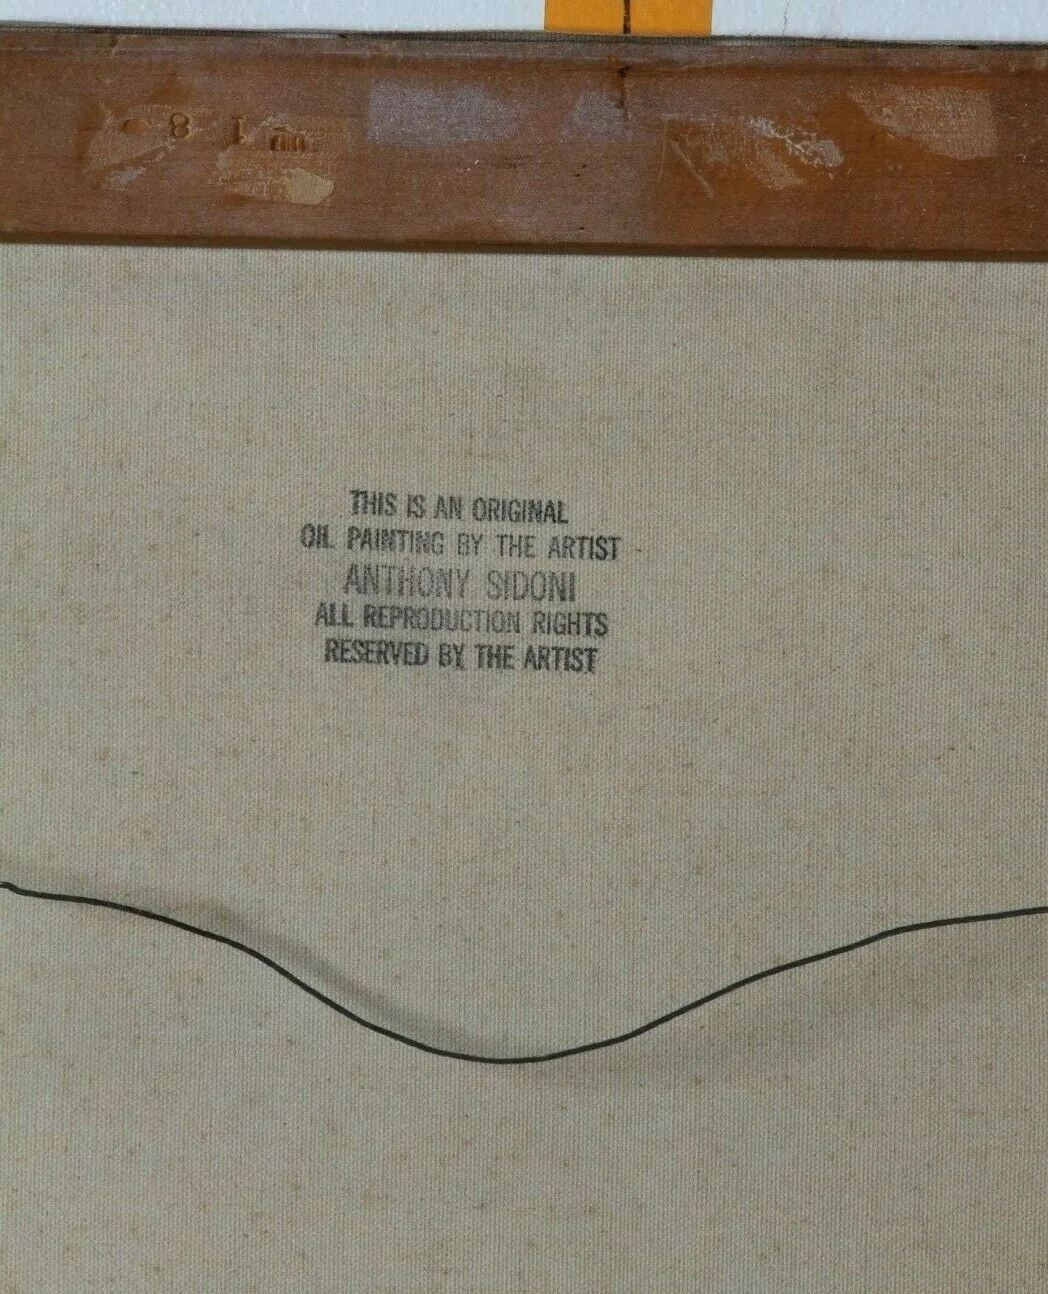 THIS IS AN ORIGINAL
OIL PAINTING BY THE ARTIST
ANTHONY SIDONI
ALL REPRODUCTION RIGHTS
RESERVED BY THE ARTIST